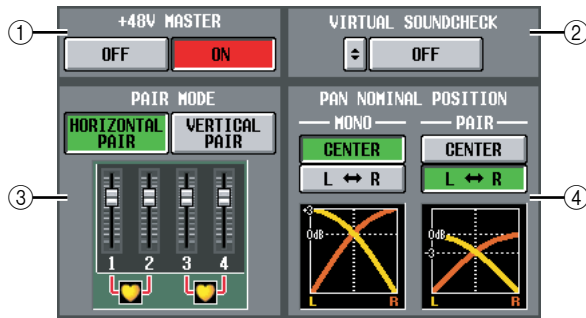 ①
+48V MASTER
OFF
ON
VIRTUAL SOUNDCHECK
OFF
②
③
PAIR MODE
HORIZONTAL
PAIR
VERTICAL
PAIR
1 2 3 4
PAN NOMINAL POSITION
MONO
CENTER
L ↔ R
+3
0dB
L R
PAIR
CENTER
L ↔ R
0dB
-3
L R
④